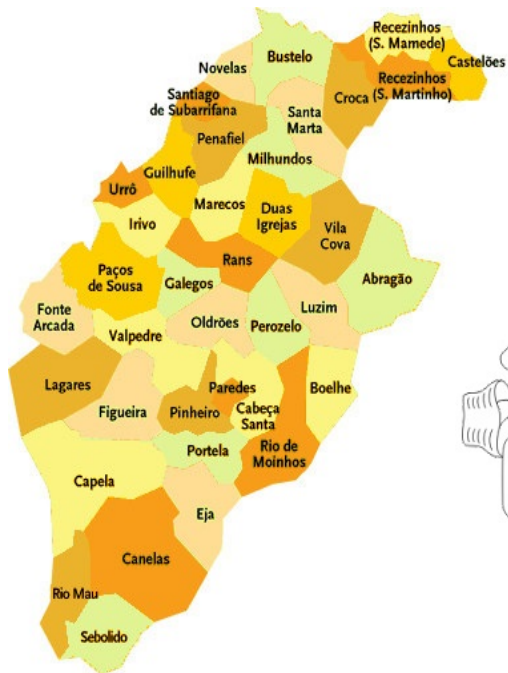 Recezinhos
(S. Mamede)
Bustelo
Castelões
Novelas
Recezinhos
(S. Martinho)
Croca
Santiago
de Subarrifana
Santa
Marta
Penafiel
Milhundos
Guilhufe
Urrô
Marecos
Duas
Igrejas
Irivo
Vila
Cova
Rans
Paços
de Sousa
Abragão
Galegos
Luzim
Fonte
Arcada
Oldrões
Perozelo
Valpedre
Lagares
Paredes
Boelhe
Figueira
Pinheiro
Cabeça
Santa
Portela
Rio de
Moinhos
Capela
Eja
Canelas
Rio Mau
Sebolido